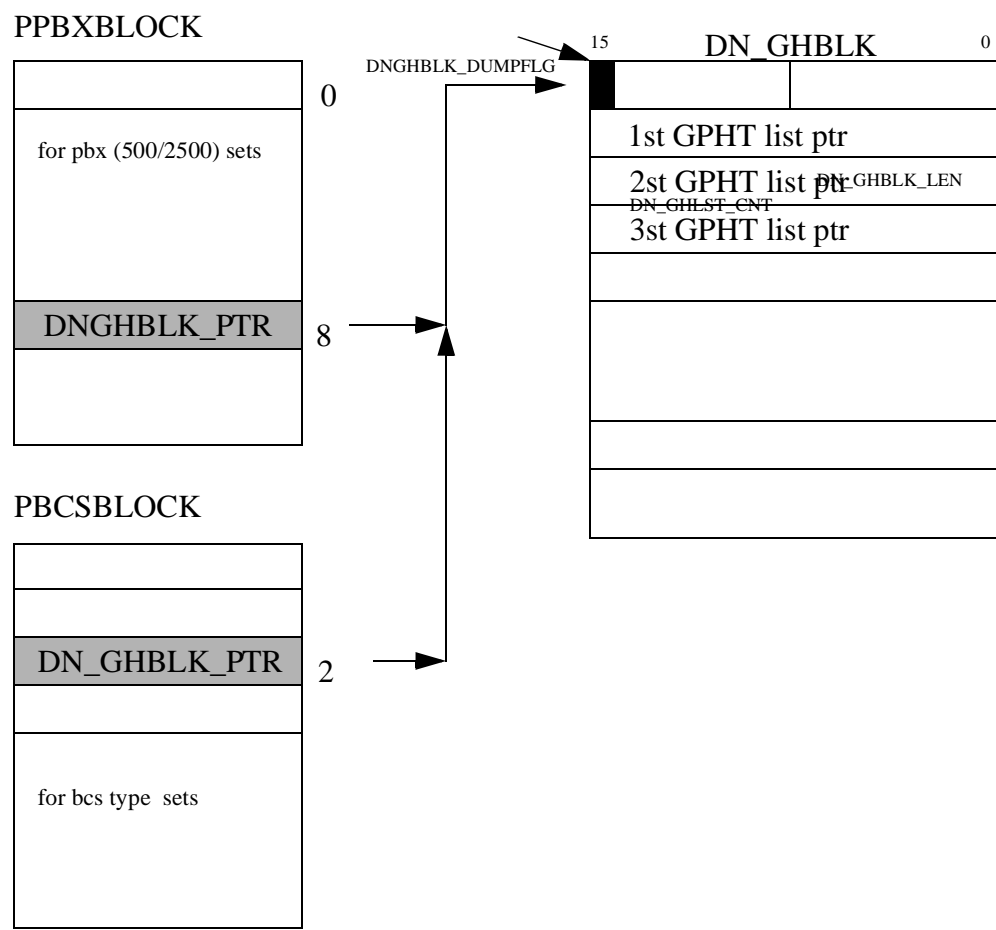 PPBXBLOCK
0
for pbx (500/2500) sets
DNGHBLK_PTR
8
PBCSBLOCK
DN_GHBLK_PTR
2
for bcs type sets
DNGHBLK_DUMPFLG
15 DN_GHBLK 0
1st GPHT list ptr
2st GPHT list ptr
DN_GHBLK_LEN
DN_GHLST_CNT
3st GPHT list ptr